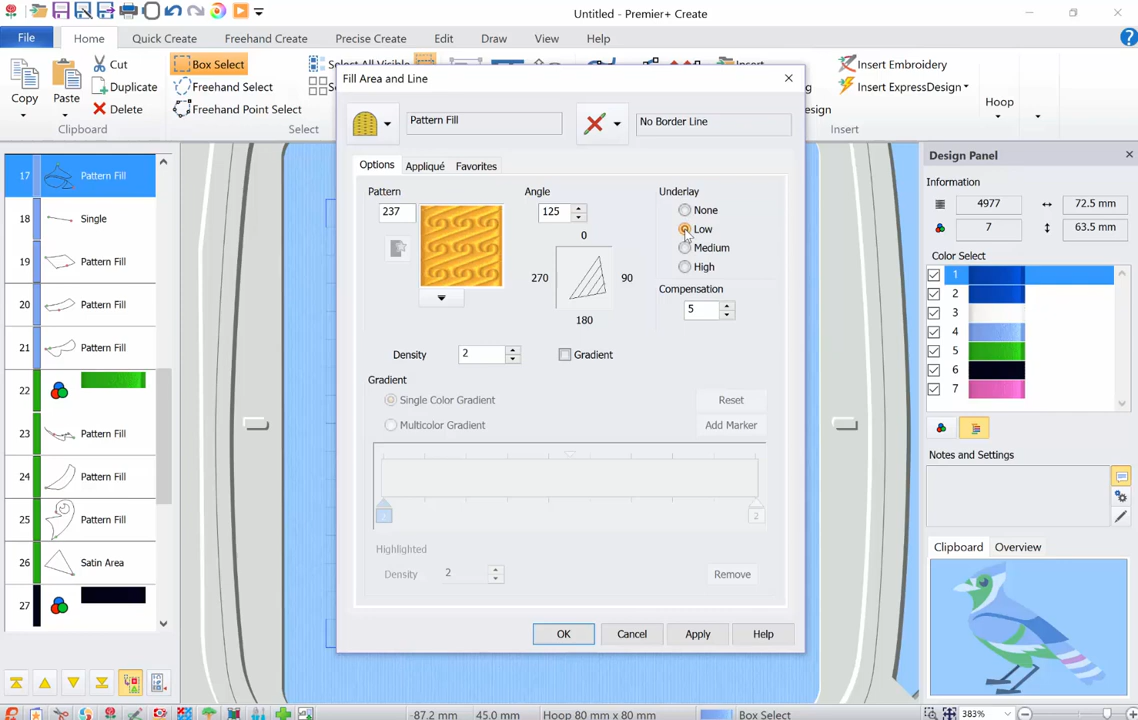 Untitled - Premier+ Create
File
Home
Quick Create
Freehand Create
Precise Create
Edit
Draw
View
Help
Copy
Paste
Cut
Duplicate
Delete
Clipboard
Box Select
Freehand Select
Freehand Point Select
Select All Visible
Select
Insert
Insert Embroidery
Insert ExpressDesign
Insert
Hoop
Fill Area and Line
Pattern Fill
No Border Line
Options
Appliqué
Favorites
Pattern
237
Angle
125
0
270
90
180
Underlay
None
Low
Medium
High
Compensation
5
Density
2
Gradient
Gradient
Single Color Gradient
Multicolor Gradient
Reset
Add Marker
2
2
Highlighted
Density
2
Remove
OK
Cancel
Apply
Help
17 Pattern Fill
18 Single
19 Pattern Fill
20 Pattern Fill
21 Pattern Fill
22
23 Pattern Fill
24 Pattern Fill
25 Pattern Fill
26 Satin Area
27
Design Panel
Information
4977
72.5 mm
7
63.5 mm
Color Select
1
2
3
4
5
6
7
Notes and Settings
Clipboard
Overview
87.2 mm
45.0 mm
Hoop 80 mm x 80 mm
Box Select
383%